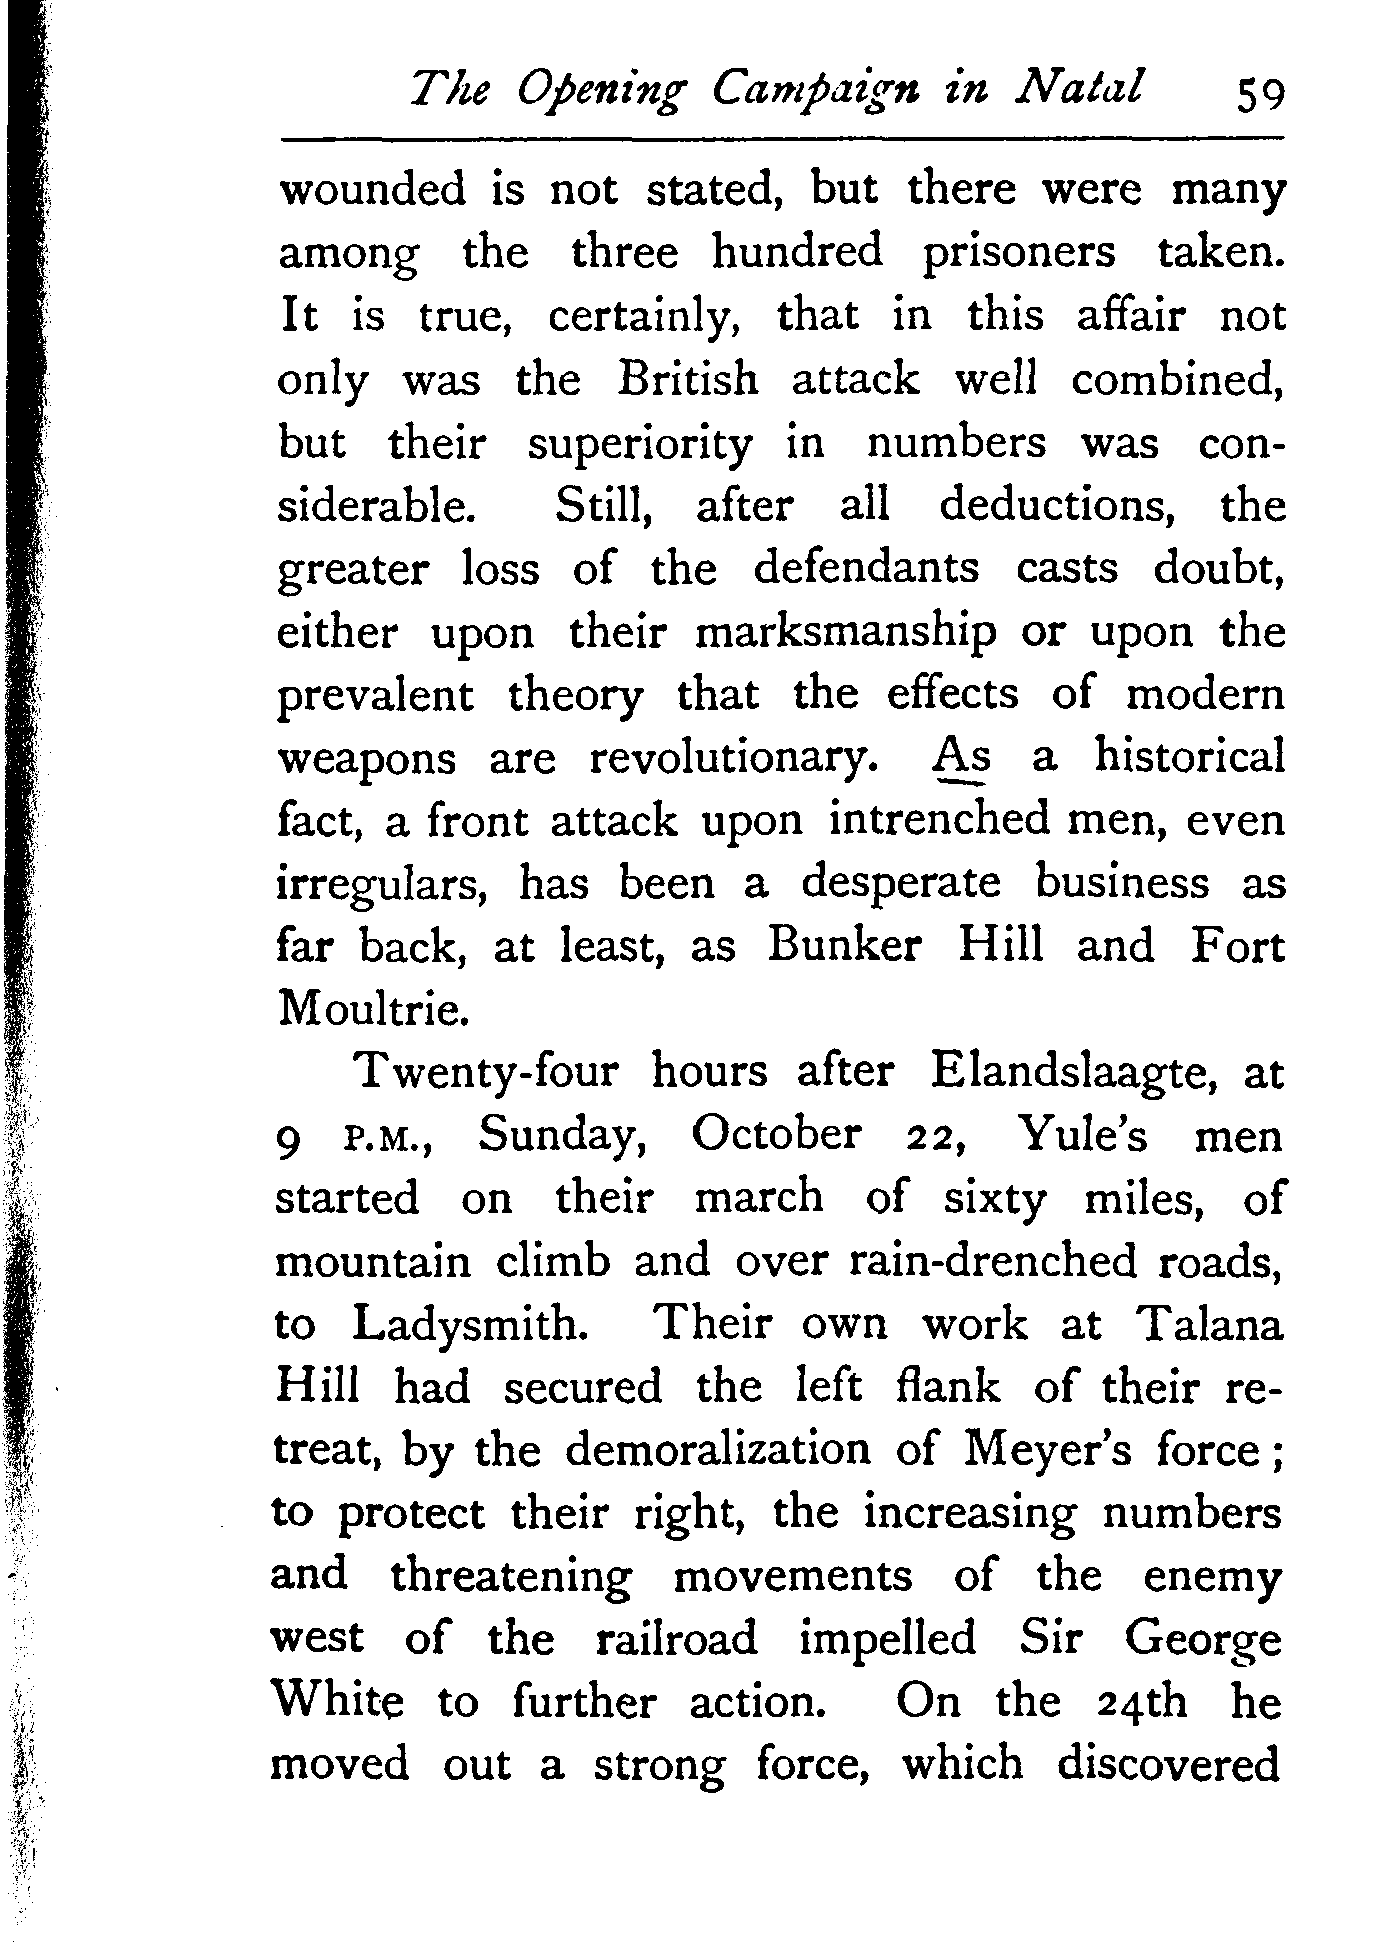 The Opening Campaign in Natal 59
wounded is not stated, but there were many
among the three hundred prisoners taken.
It is true, certainly, that in this affair not
only was the British attack well combined,
but their superiority in numbers was con-
siderable. Still, after all deductions, the
greater loss of the defendants casts doubt,
either upon their marksmanship or upon the
prevalent theory that the effects of modern
weapons are revolutionary. As a historical
fact, a front attack upon intrenched men, even
irregulars, has been a desperate business as
far back, at least, as Bunker Hill and Fort
Moultrie.
Twenty-four hours after Elandslaagte, at
9 P.M., Sunday, October 22, Yule's men
started on their march of sixty miles, of
mountain climb and over rain-drenched roads,
to Ladysmith. Their own work at Talana
Hill had secured the left flank of their re-
treat, by the demoralization of Meyer's force;
to protect their right, the increasing numbers
and threatening movements of the enemy
west of the railroad impelled Sir George
White to further action. On the 24th he
moved out a strong force, which discovered